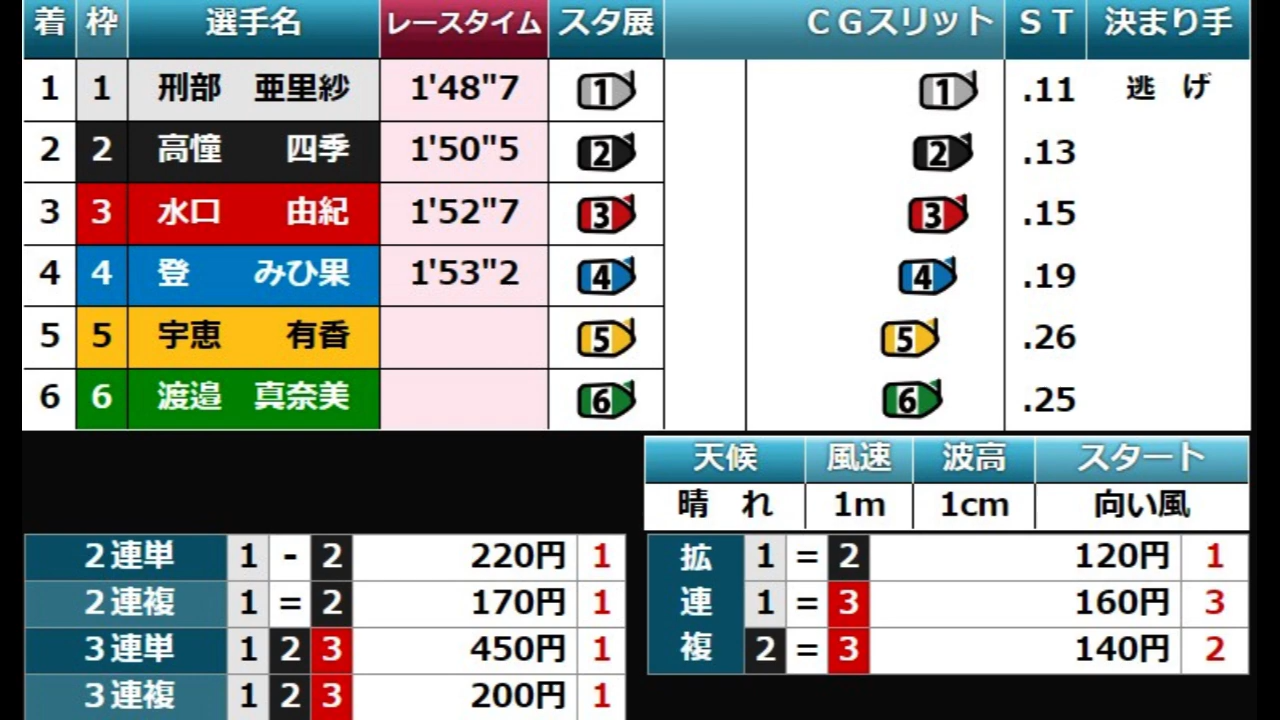 着 枠 選手名 レースタイム スタ展 CGスリット ST 決まり手
1 1 刑部 亜里紗 1'48"7 1 1 .11 逃げ
2 2 高憧 四季 1'50"5 2 2 .13
3 3 水口 由紀 1'52"7 3 3 .15
4 4 登 みひ果 1'53"2 4 4 .19
5 5 宇恵 有香 5 5 .26
6 6 渡邉 真奈美 6 6 .25
天候 風速 波高 スタート
晴れ 1m 1cm 向い風
2連単 1 - 2 220円 1
2連複 1 = 2 170円 1
3連単 1 2 3 450円 1
3連複 1 2 3 200円 1
拡 1 = 2 120円 1
連 1 = 3 160円 3
複 2 = 3 140円 2